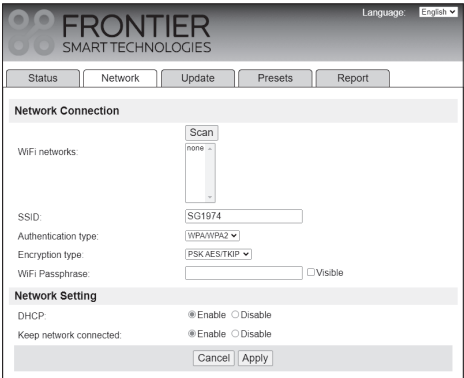 Language: English
FRONTIER
SMART TECHNOLOGIES
Status Network Update Presets Report
Network Connection
Scan
WiFi networks: none
SSID: SG1974
Authentication type: WPA/WPA2
Encryption type: PSK AES/TKIP
WiFi Passphrase: Visible
Network Setting
DHCP: Enable Disable
Keep network connected: Enable Disable
Cancel Apply